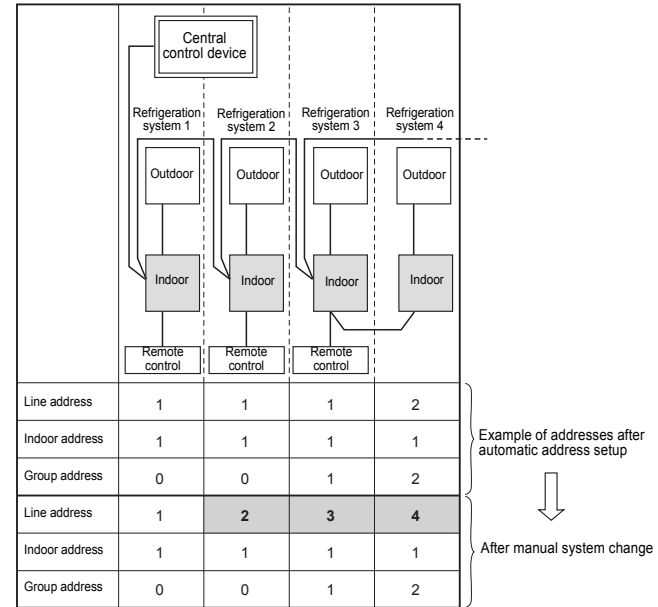 Central
control device
Refrigeration
system 1
Refrigeration
system 2
Refrigeration
system 3
Refrigeration
system 4
Outdoor
Outdoor
Outdoor
Outdoor
Indoor
Indoor
Indoor
Indoor
Remote
control
Remote
control
Remote
control
Line address 1 1 1 2
Indoor address 1 1 1 1
Group address 0 0 1 2
Example of addresses after
automatic address setup
Line address 1 2 3 4
Indoor address 1 1 1 1
Group address 0 0 1 2
After manual system change